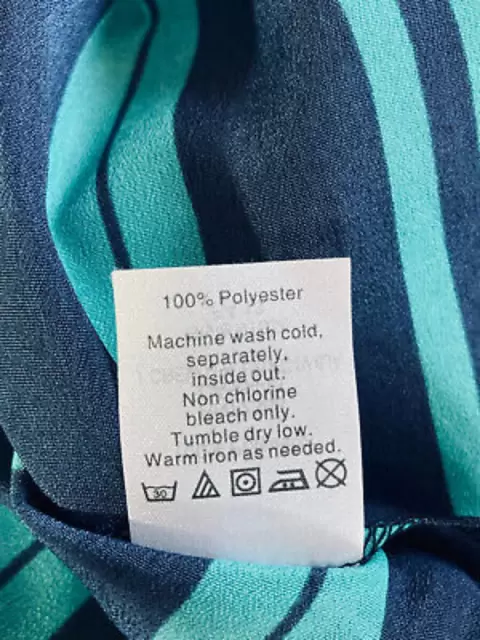 100% Polyester
Machine wash cold,
separately,
inside out.
Non chlorine
bleach only.
Tumble dry low.
Warm iron as needed.
30